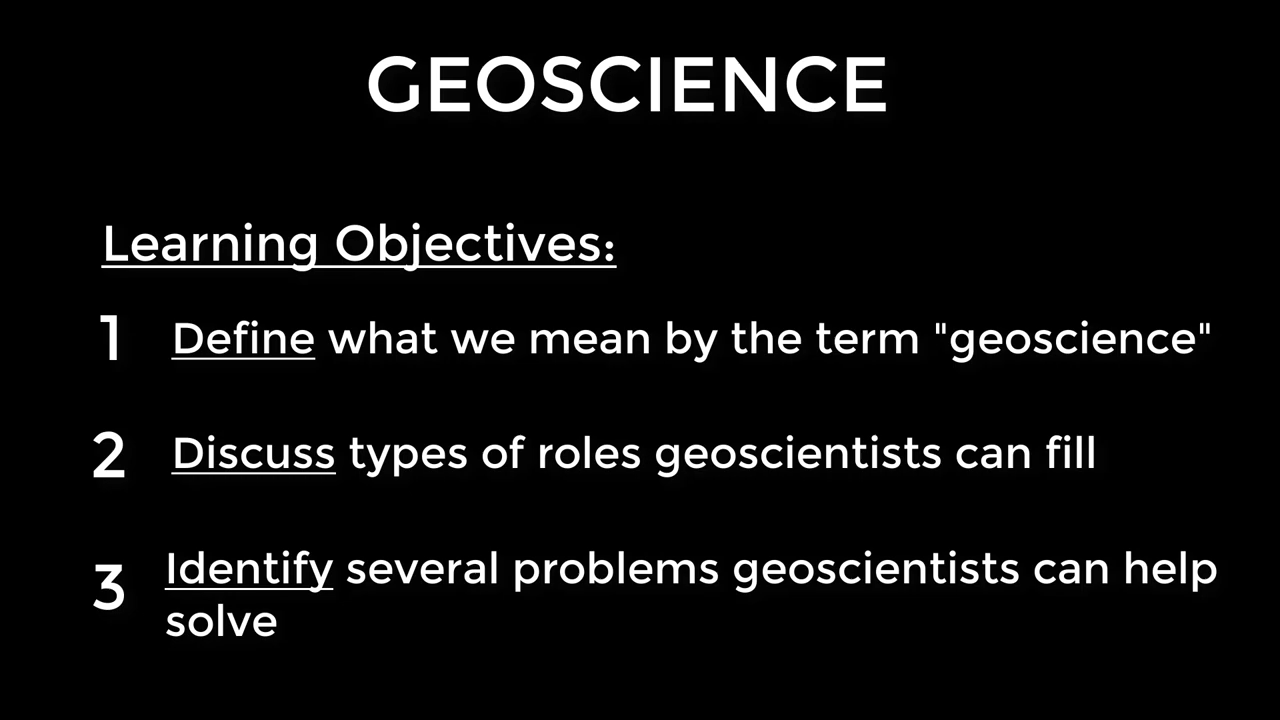 GEOSCIENCE
Learning Objectives:
1 Define what we mean by the term "geoscience"
2 Discuss types of roles geoscientists can fill
3 Identify several problems geoscientists can help
solve